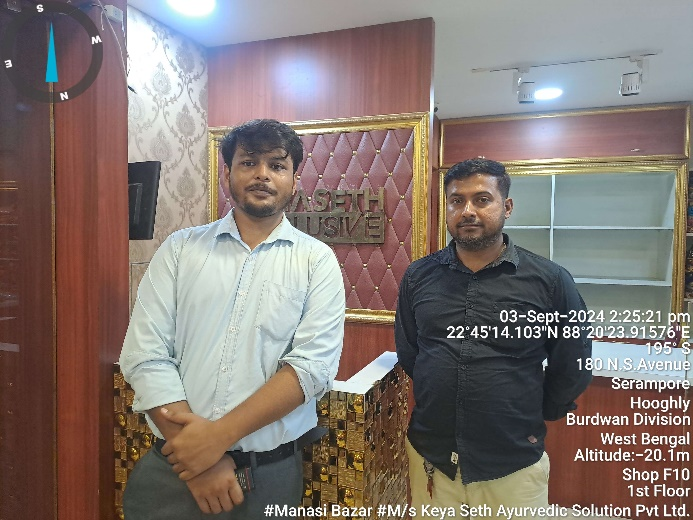 S
W
E
N
ASETH
LUSIVE
03-Sept-2024 2:25:21 pm
22°45'14.103"N 88°20'23.91576"E
195° S
180 N.S.Avenue
Serampore
Hooghly
Burdwan Division
West Bengal
Altitude:-20.1m
Shop F10
1st Floor
#Manasi Bazar #M/s Keya Seth Ayurvedic Solution Pvt Ltd.